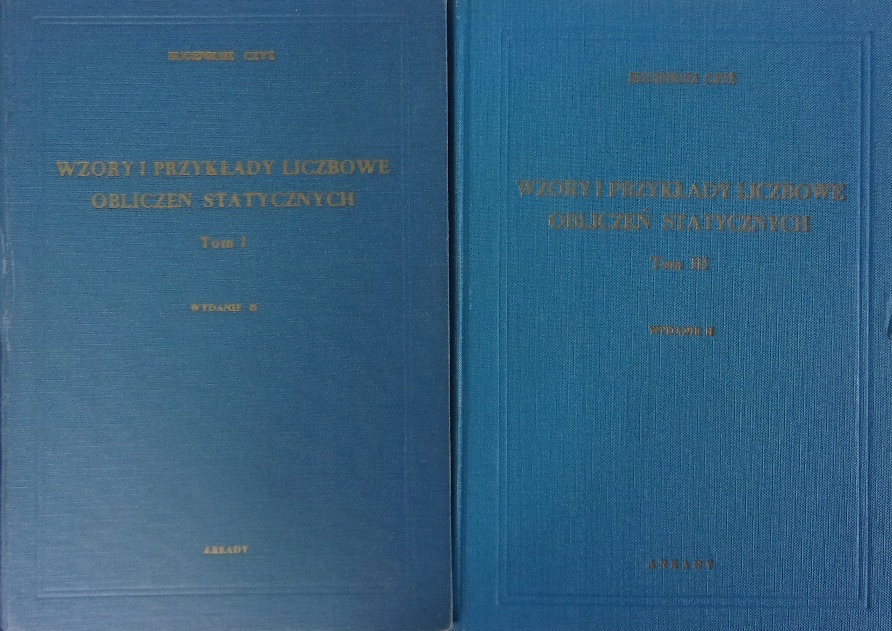 EUGENIUSZ CZYŻ
WZORY I PRZYKŁADY LICZBOWE
OBLICZEŃ STATYCZNYCH
Tom I
WYDANIE II
ARKADY
EUGENIUSZ CZYŻ
WZORY I PRZYKŁADY LICZBOWE
OBLICZEŃ STATYCZNYCH
Tom III
WYDANIE II
ARKADY